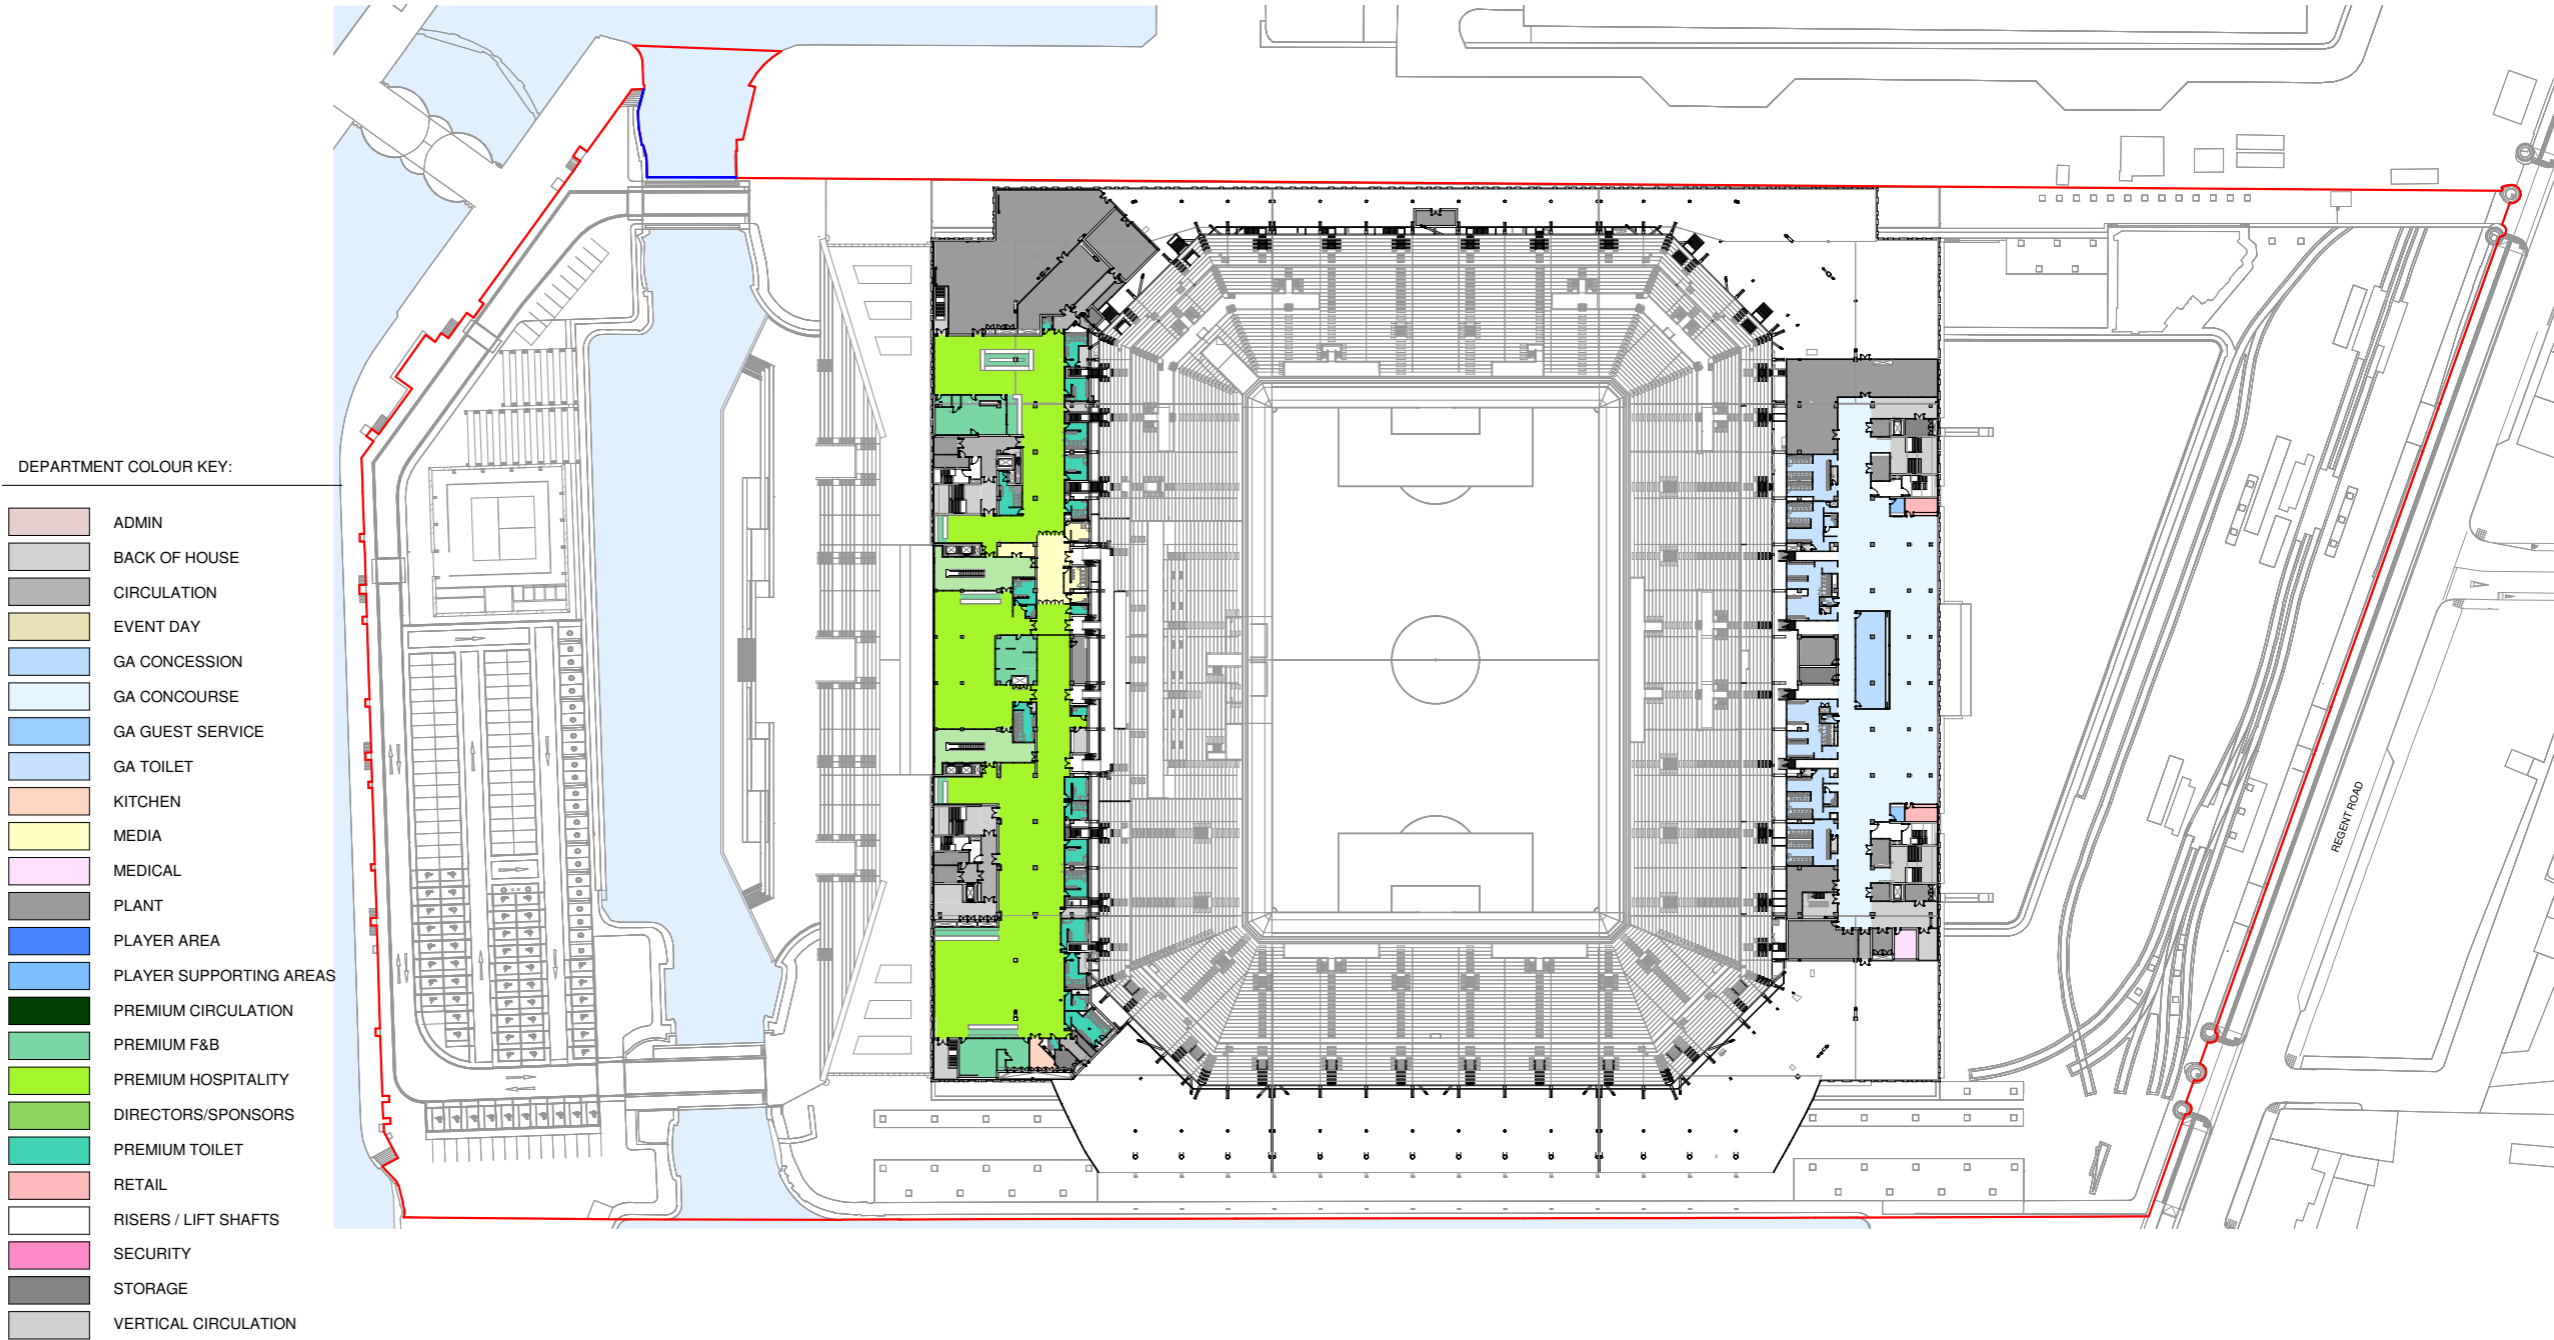 DEPARTMENT COLOUR KEY:
ADMIN
BACK OF HOUSE
CIRCULATION
EVENT DAY
GA CONCESSION
GA CONCOURSE
GA GUEST SERVICE
GA TOILET
KITCHEN
MEDIA
MEDICAL
PLANT
PLAYER AREA
PLAYER SUPPORTING AREAS
PREMIUM CIRCULATION
PREMIUM F&B
PREMIUM HOSPITALITY
DIRECTORS/SPONSORS
PREMIUM TOILET
RETAIL
RISERS / LIFT SHAFTS
SECURITY
STORAGE
VERTICAL CIRCULATION
REGENT ROAD